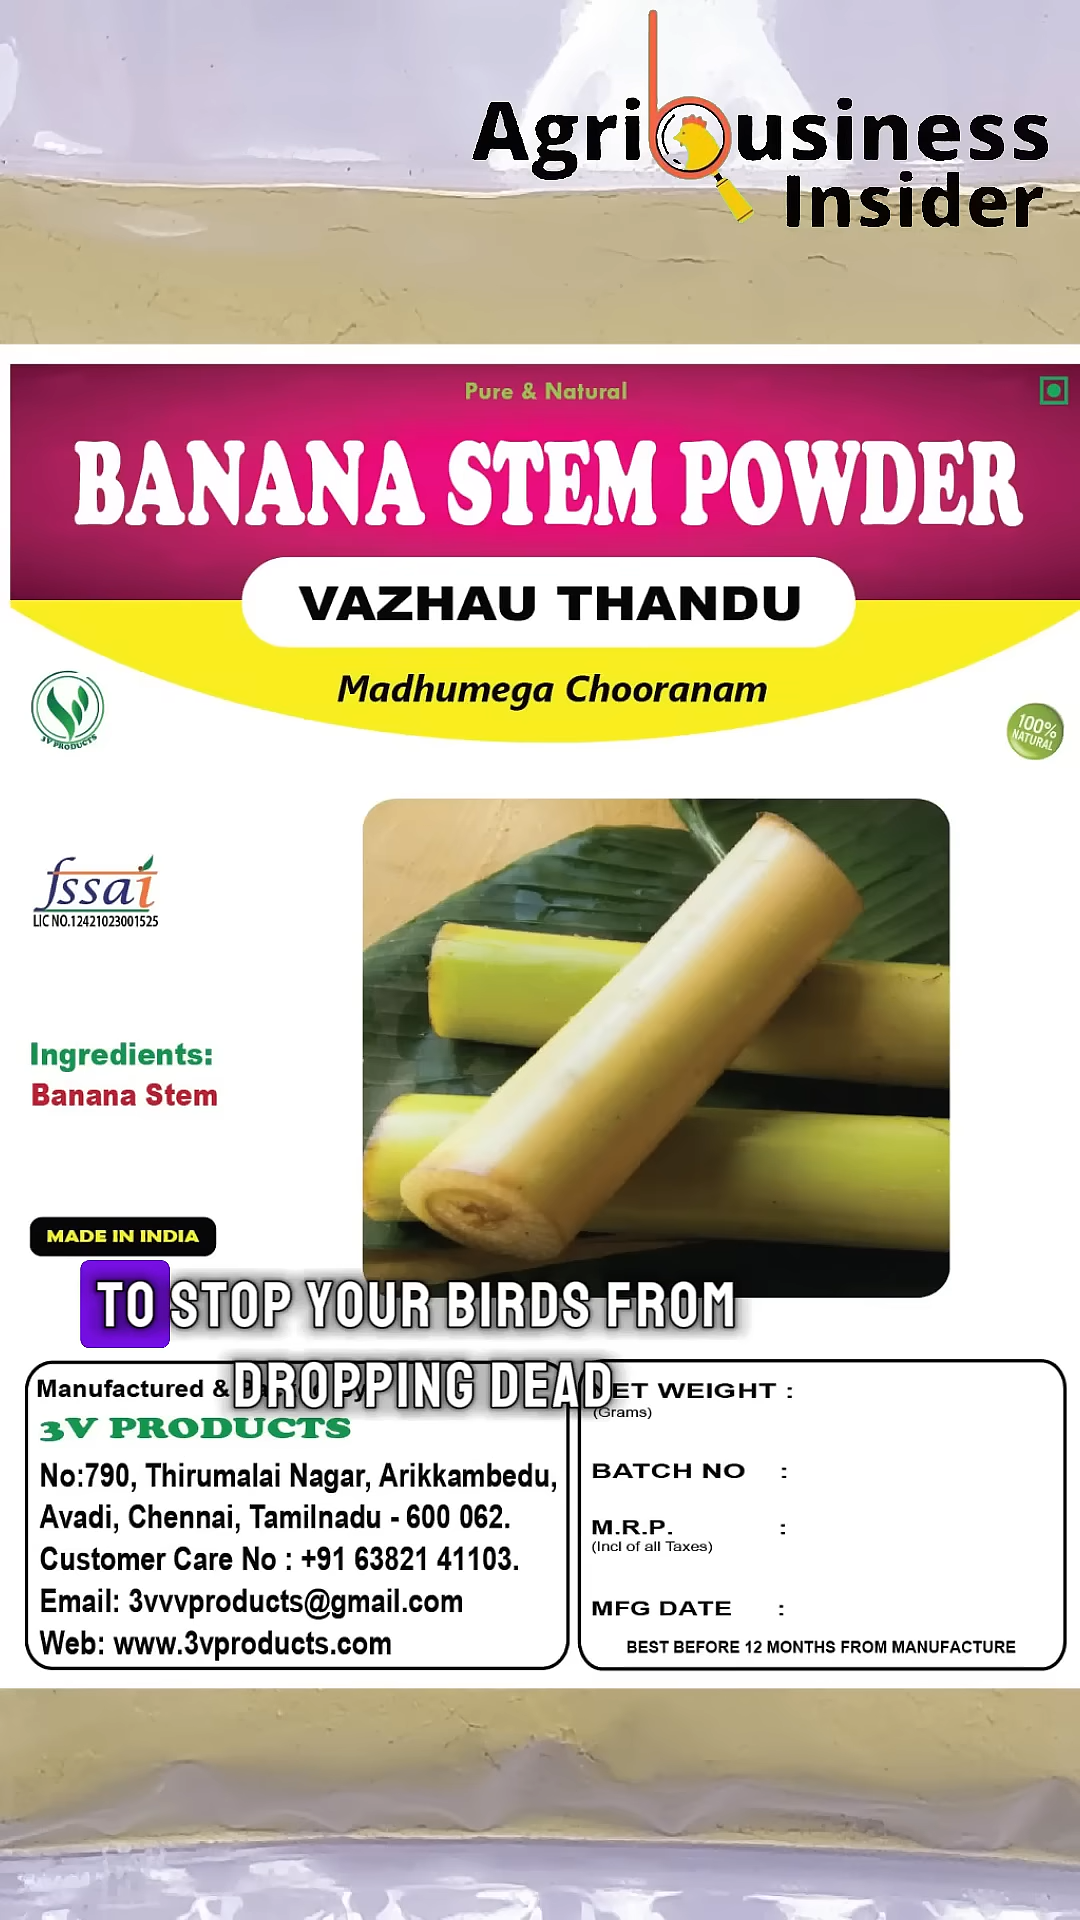 Agribusiness
Insider
Pure & Natural
BANANA STEM POWDER
VAZHAU THANDU
Madhumega Chooranam
3V PRODUCTS
100%
NATURAL
fssai
LIC NO.12421023001525
Ingredients:
Banana Stem
MADE IN INDIA
TO STOP YOUR BIRDS FROM
DROPPING DEAD
Manufactured &
3V PRODUCTS
No:790, Thirumalai Nagar, Arikkambedu,
Avadi, Chennai, Tamilnadu - 600 062.
Customer Care No : +91 63821 41103.
Email: 3vvvproducts@gmail.com
Web: www.3vproducts.com
NET WEIGHT :
(Grams)
BATCH NO :
M.R.P. :
(Incl of all Taxes)
MFG DATE :
BEST BEFORE 12 MONTHS FROM MANUFACTURE